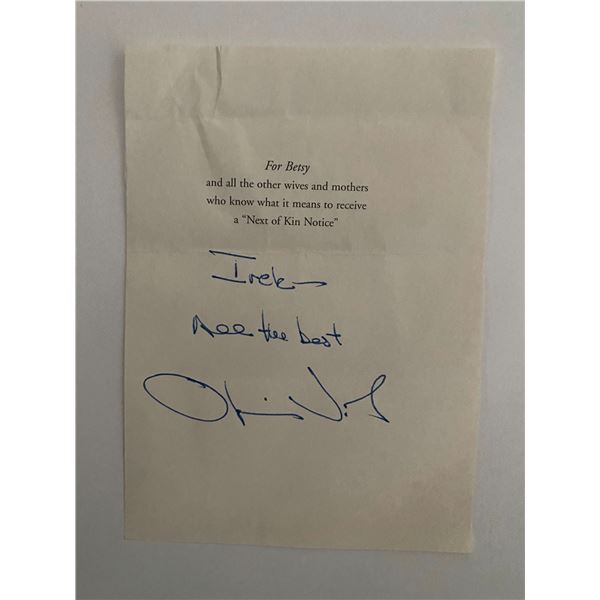 For Betsy
and all the other wives and mothers
who know what it means to receive
a “Next of Kin Notice”
Irek
All the best